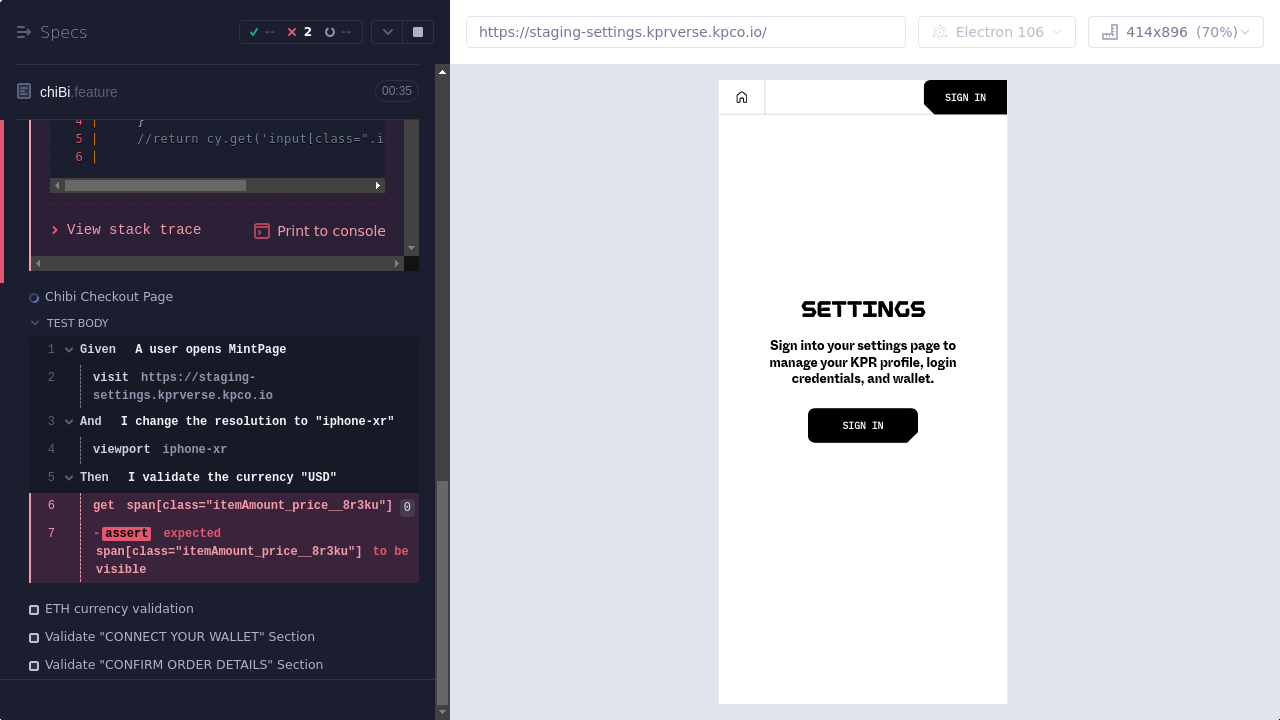 Specs
-- 2 --
https://staging-settings.kprverse.kpco.io/
Electron 106
414x896 (70%)
chiBi.feature
00:35
4 | }
5 | //return cy.get('input[class=".i
6 |
View stack trace
Print to console
Chibi Checkout Page
TEST BODY
1 Given A user opens MintPage
2 visit https://staging-
settings.kprverse.kpco.io
3 And I change the resolution to "iphone-xr"
4 viewport iphone-xr
5 Then I validate the currency "USD"
6 get span[class="itemAmount_price__8r3ku"] 0
7 -assert expected
span[class="itemAmount_price__8r3ku"] to be
visible
ETH currency validation
Validate "CONNECT YOUR WALLET" Section
Validate "CONFIRM ORDER DETAILS" Section
SIGN IN
SETTINGS
Sign into your settings page to
manage your KPR profile, login
credentials, and wallet.
SIGN IN